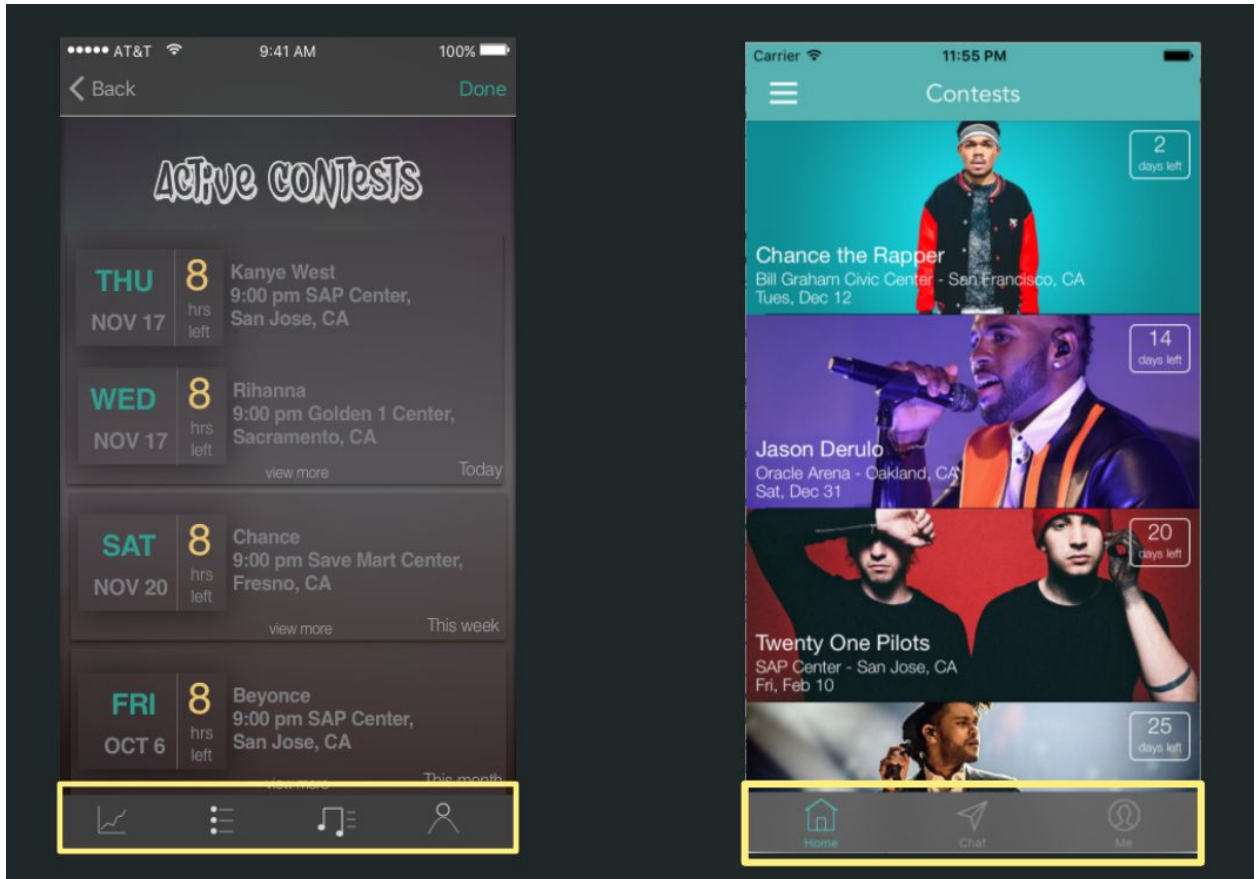 AT&T 9:41 AM 100%
Back Done
ACTIVE CONTESTS
THU 8 Kanye West
NOV 17 hrs left 9:00 pm SAP Center,
San Jose, CA
WED 8 Rihanna
NOV 17 hrs left 9:00 pm Golden 1 Center,
Sacramento, CA
view more Today
SAT 8 Chance
NOV 20 hrs left 9:00 pm Save Mart Center,
Fresno, CA
view more This week
FRI 8 Beyonce
OCT 6 hrs left 9:00 pm SAP Center,
San Jose, CA
view more This month
Carrier 11:55 PM
Contests
2
days left
Chance the Rapper
Bill Graham Civic Center - San Francisco, CA
Tues, Dec 12
14
days left
Jason Derulo
Oracle Arena - Oakland, CA
Sat, Dec 31
20
days left
Twenty One Pilots
SAP Center - San Jose, CA
Fri, Feb 10
25
days left
Home Chat Me